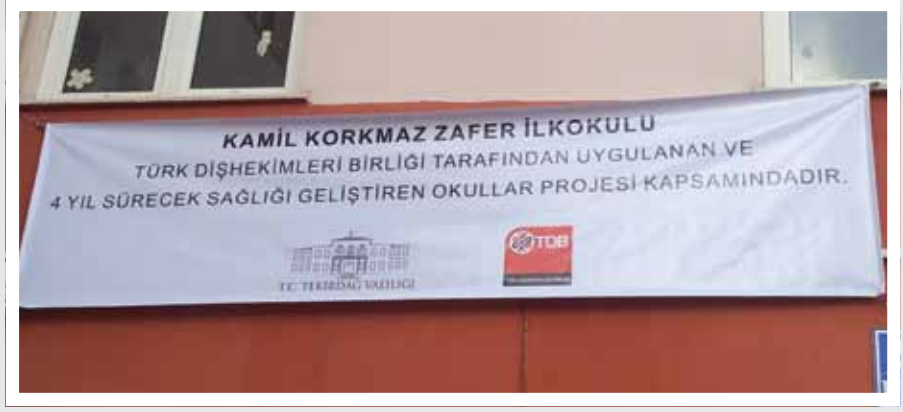 KAMİL KORKMAZ ZAFER İLKOKULU
TÜRK DİŞHEKİMLERİ BİRLİĞİ TARAFINDAN UYGULANAN VE
4 YIL SÜRECEK SAĞLIĞI GELİŞTİREN OKULLAR PROJESİ KAPSAMINDADIR.
TDB
T.C. TEKİRDAĞ VALİLİĞİ